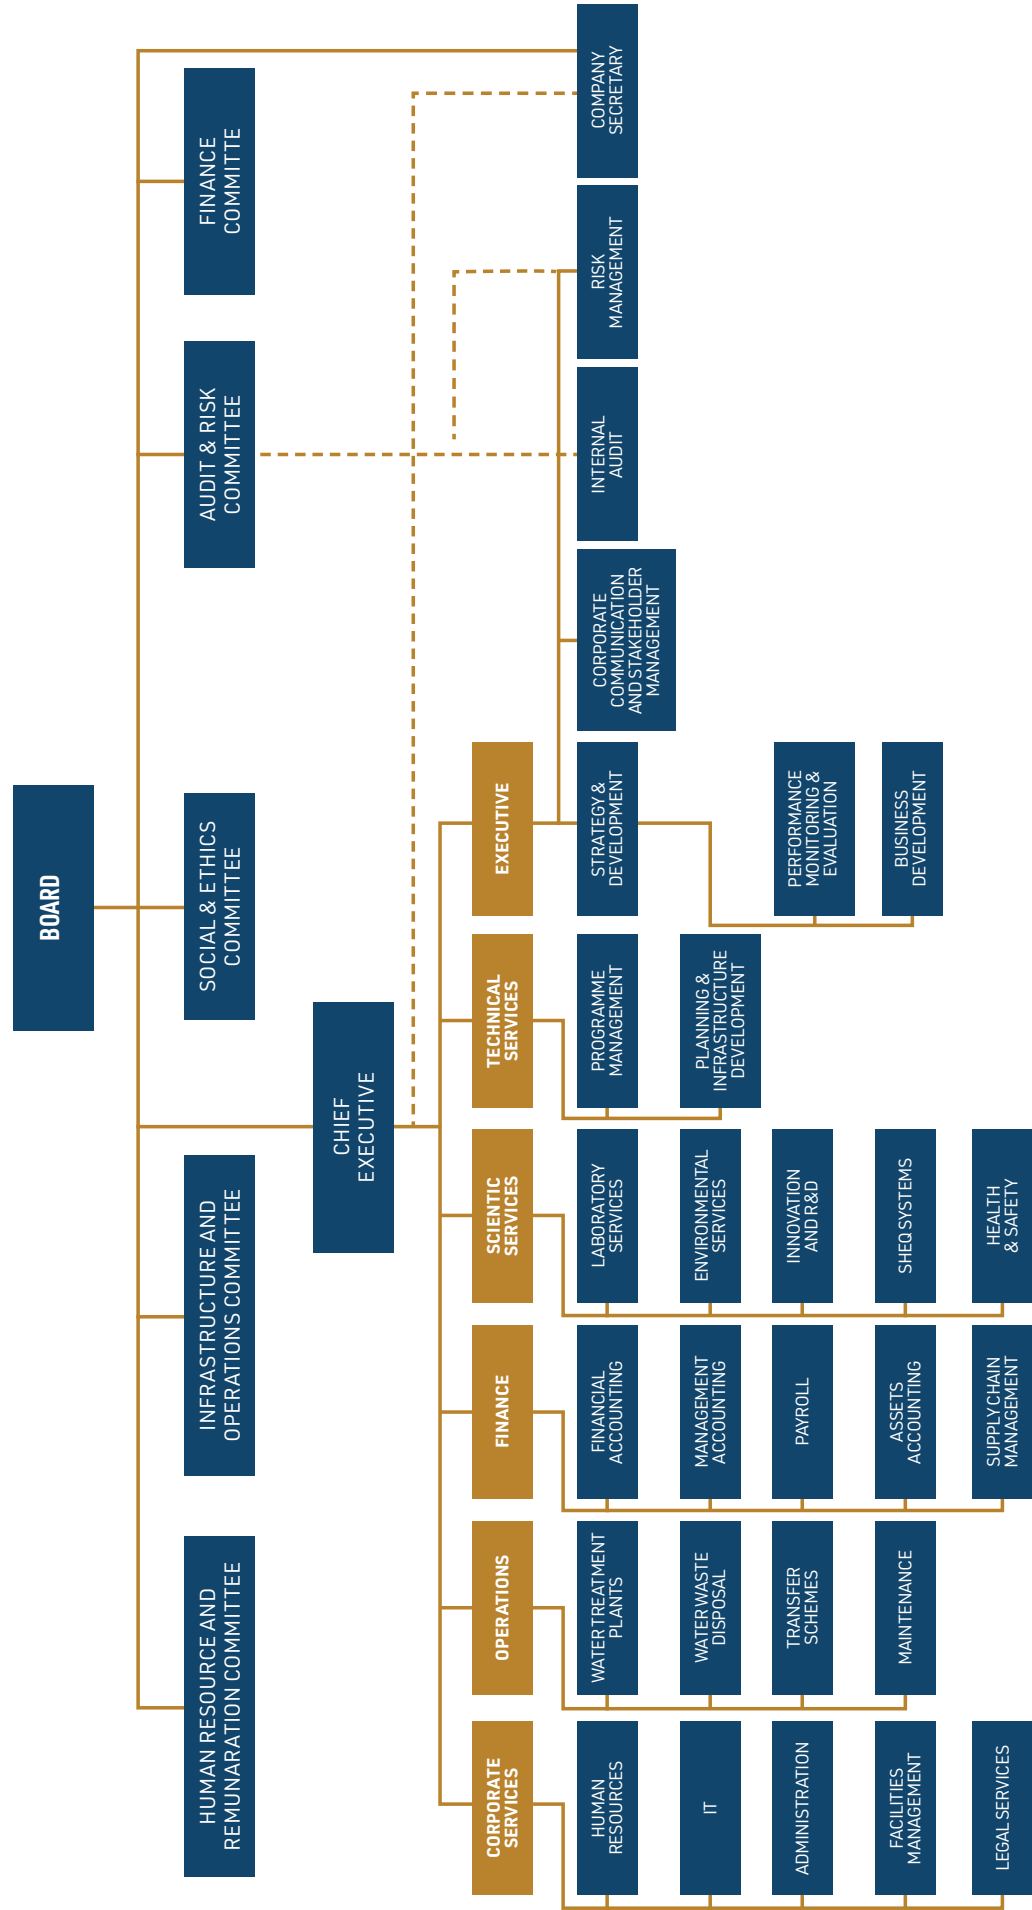 BOARD
HUMAN RESOURCE AND
REMUNARATION COMMITTEE
INFRASTRUCTURE AND
OPERATIONS COMMITTEE
SOCIAL & ETHICS
COMMITTEE
AUDIT & RISK
COMMITTEE
FINANCE
COMMITTE
CHIEF
EXECUTIVE
CORPORATE
SERVICES
OPERATIONS
FINANCE
SCIENTIC
SERVICES
TECHNICAL
SERVICES
EXECUTIVE
HUMAN
RESOURCES
IT
ADMINISTRATION
FACILITIES
MANAGEMENT
LEGAL SERVICES
WATER TREATMENT
PLANTS
WATER WASTE
DISPOSAL
TRANSFER
SCHEMES
MAINTENANCE
FINANCIAL
ACCOUNTING
MANAGEMENT
ACCOUNTING
PAYROLL
ASSETS
ACCOUNTING
SUPPLY CHAIN
MANAGEMENT
LABORATORY
SERVICES
ENVIRONMENTAL
SERVICES
INNOVATION
AND R&D
SHEQ SYSTEMS
HEALTH
& SAFETY
PROGRAMME
MANAGEMENT
PLANNING &
INFRASTRUCTURE
DEVELOPMENT
STRATEGY &
DEVELOPMENT
PERFORMANCE
MONITORING &
EVALUATION
BUSINESS
DEVELOPMENT
CORPORATE
COMMUNICATION
AND STAKEHOLDER
MANAGEMENT
INTERNAL
AUDIT
RISK
MANAGEMENT
COMPANY
SECRETARY